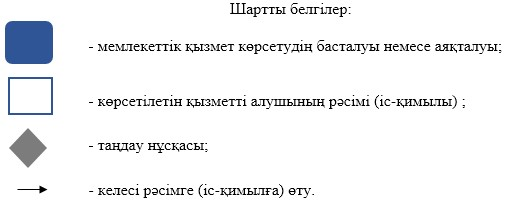 Шартты белгілер:
- мемлекеттік қызмет көрсетудің басталуы немесе аяқталуы;
- көрсетілетін қызметті алушының рәсімі (іс-қимылы) ;
- таңдау нұсқасы;
- келесі рәсімге (іс-қимылға) өту.